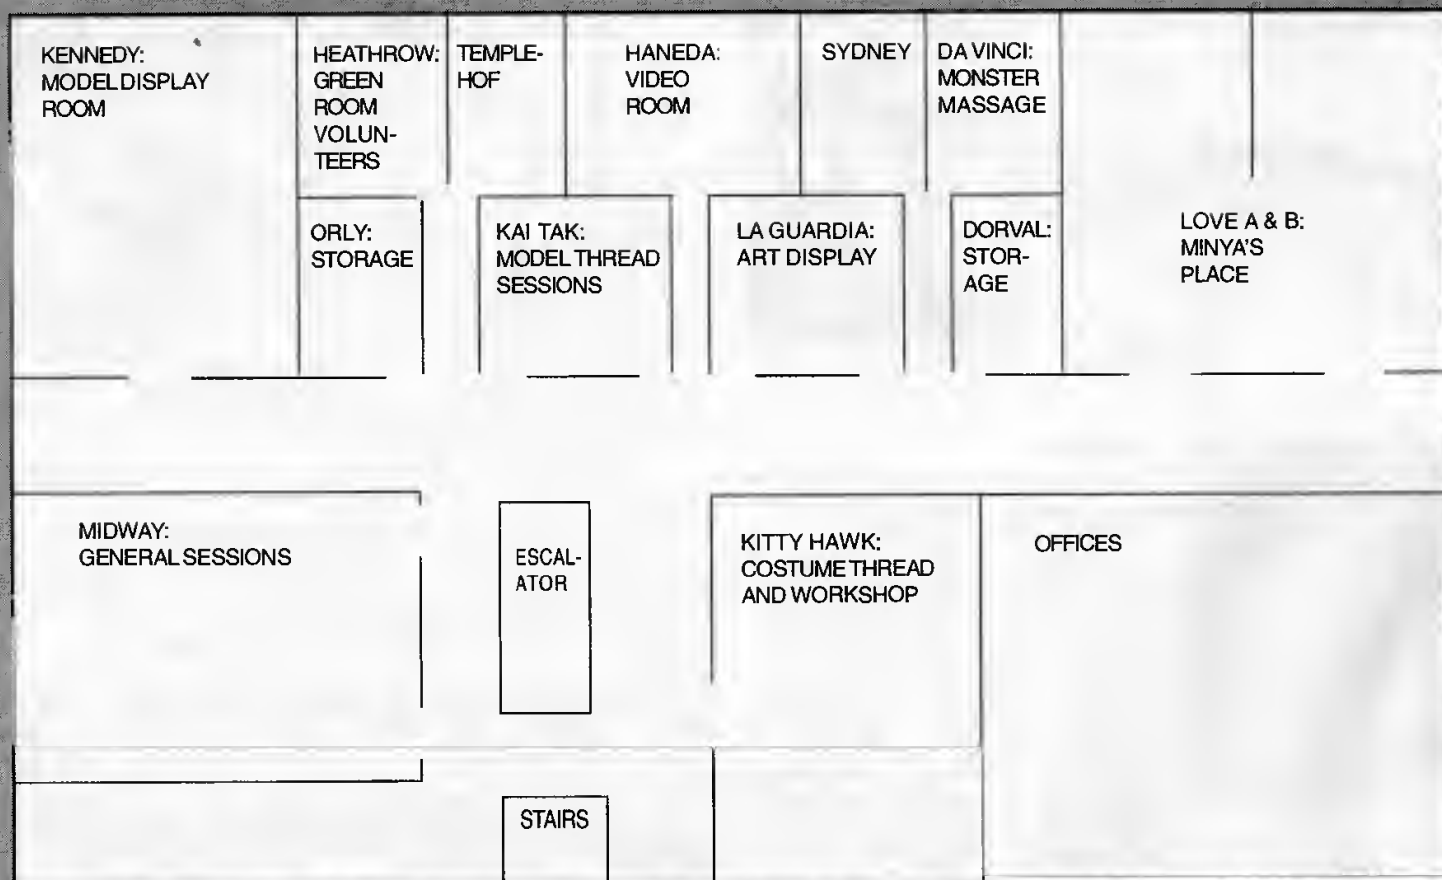 KENNEDY:
MODEL DISPLAY
ROOM
HEATHROW:
GREEN
ROOM
VOLUN-
TEERS
TEMPLE-
HOF
HANEDA:
VIDEO
ROOM
SYDNEY
DA VINCI:
MONSTER
MASSAGE
ORLY:
STORAGE
KAI TAK:
MODEL THREAD
SESSIONS
LA GUARDIA:
ART DISPLAY
DORVAL:
STOR-
AGE
LOVE A & B:
MINYA'S
PLACE
MIDWAY:
GENERAL SESSIONS
ESCAL-
ATOR
KITTY HAWK:
COSTUME THREAD
AND WORKSHOP
OFFICES
STAIRS